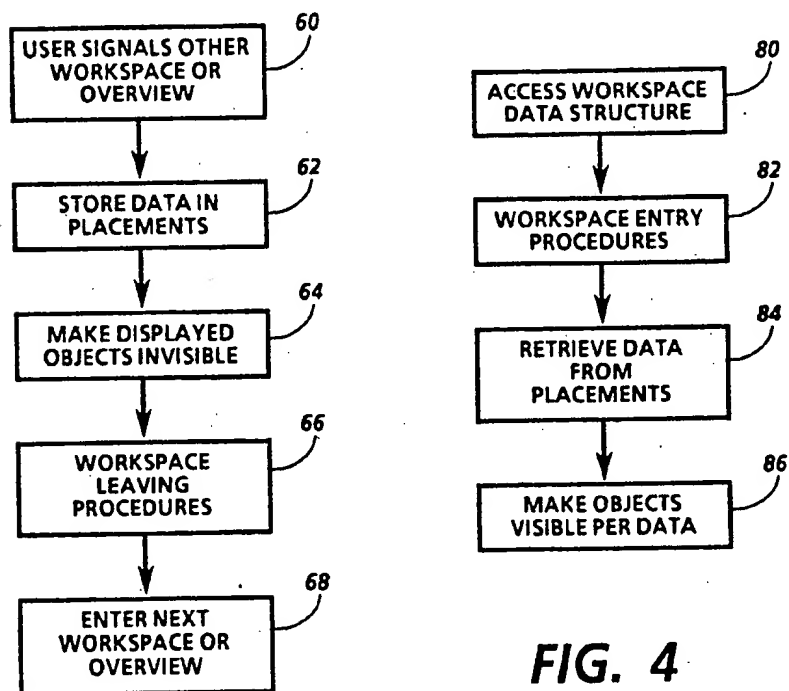 60
USER SIGNALS OTHER
WORKSPACE OR
OVERVIEW
62
STORE DATA IN
PLACEMENTS
64
MAKE DISPLAYED
OBJECTS INVISIBLE
66
WORKSPACE
LEAVING
PROCEDURES
68
ENTER NEXT
WORKSPACE OR
OVERVIEW
80
ACCESS WORKSPACE
DATA STRUCTURE
82
WORKSPACE ENTRY
PROCEDURES
84
RETRIEVE DATA
FROM
PLACEMENTS
86
MAKE OBJECTS
VISIBLE PER DATA
FIG. 4